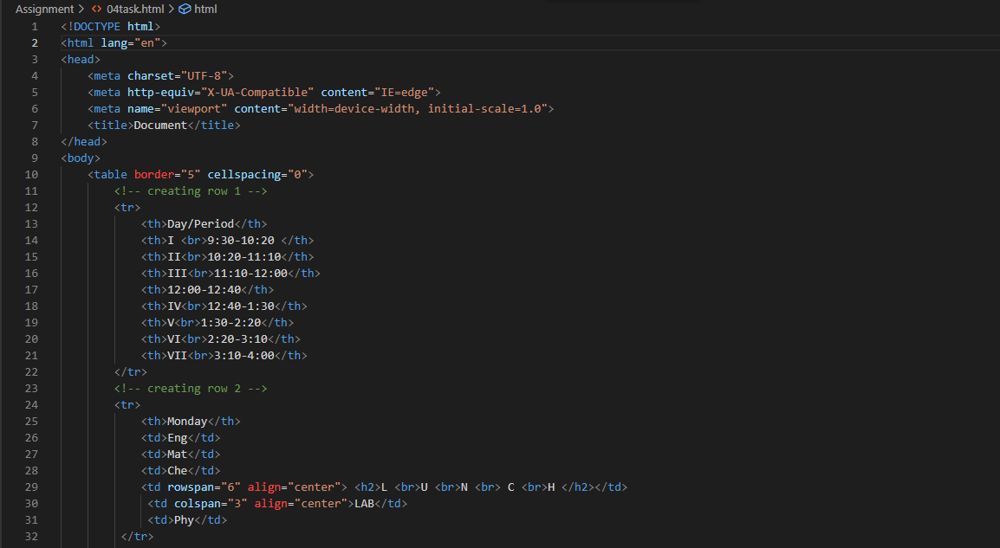 Assignment > <> 04task.html > html
1 <!DOCTYPE html>
2 <html lang="en">
3 <head>
4     <meta charset="UTF-8">
5     <meta http-equiv="X-UA-Compatible" content="IE=edge">
6     <meta name="viewport" content="width=device-width, initial-scale=1.0">
7     <title>Document</title>
8 </head>
9 <body>
10     <table border="5" cellspacing="0">
11         <!-- creating row 1 -->
12         <tr>
13             <th>Day/Period</th>
14             <th>I <br>9:30-10:20 </th>
15             <th>II<br>10:20-11:10</th>
16             <th>III<br>11:10-12:00</th>
17             <th>12:00-12:40</th>
18             <th>IV<br>12:40-1:30</th>
19             <th>V<br>1:30-2:20</th>
20             <th>VI<br>2:20-3:10</th>
21             <th>VII<br>3:10-4:00</th>
22         </tr>
23         <!-- creating row 2 -->
24         <tr>
25             <th>Monday</th>
26             <td>Eng</td>
27             <td>Mat</td>
28             <td>Che</td>
29             <td rowspan="6" align="center"> <h2>L <br>U <br>N <br> C <br>H </h2></td>
30              <td colspan="3" align="center">LAB</td>
31              <td>Phy</td>
32          </tr>